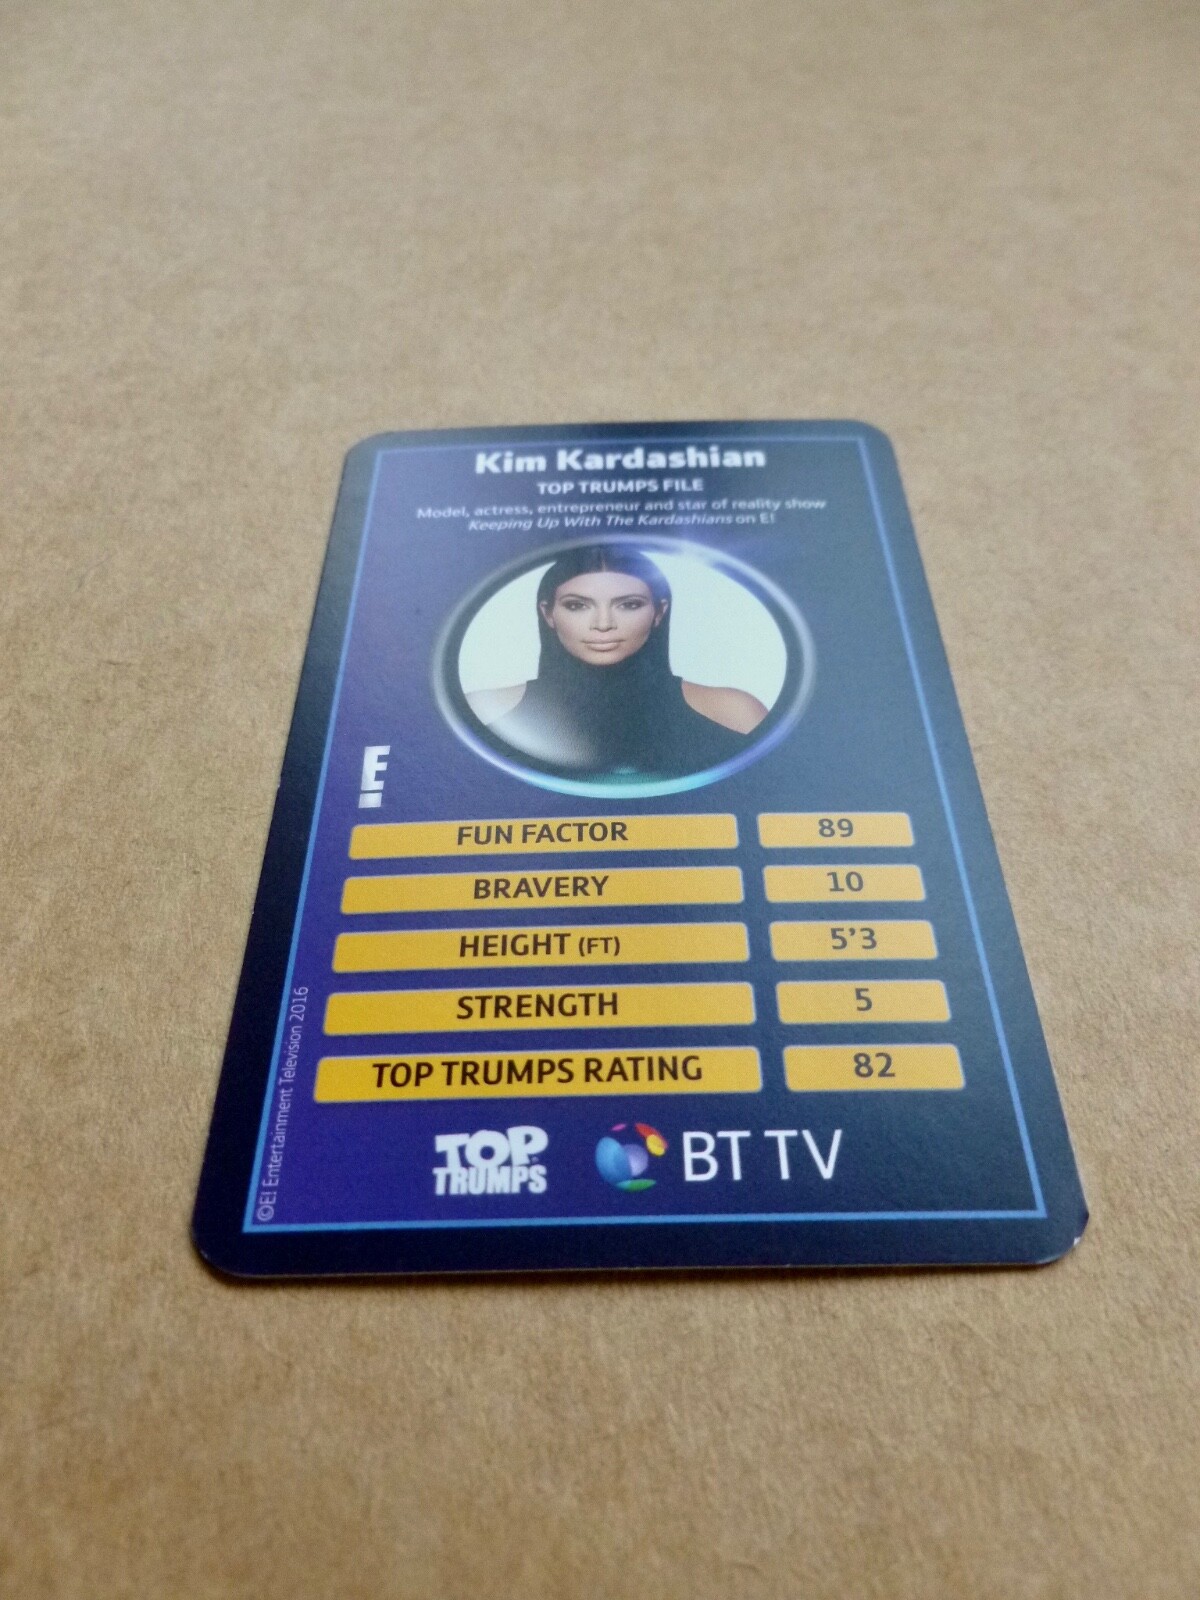 Kim Kardashian
TOP TRUMPS FILE
Model, actress, entrepreneur and star of reality show
Keeping Up With The Kardashians on E!
E!
FUN FACTOR 89
BRAVERY 10
HEIGHT (FT) 5’3
STRENGTH 5
TOP TRUMPS RATING 82
©E! Entertainment Television 2016
TOP
TRUMPS
BT TV